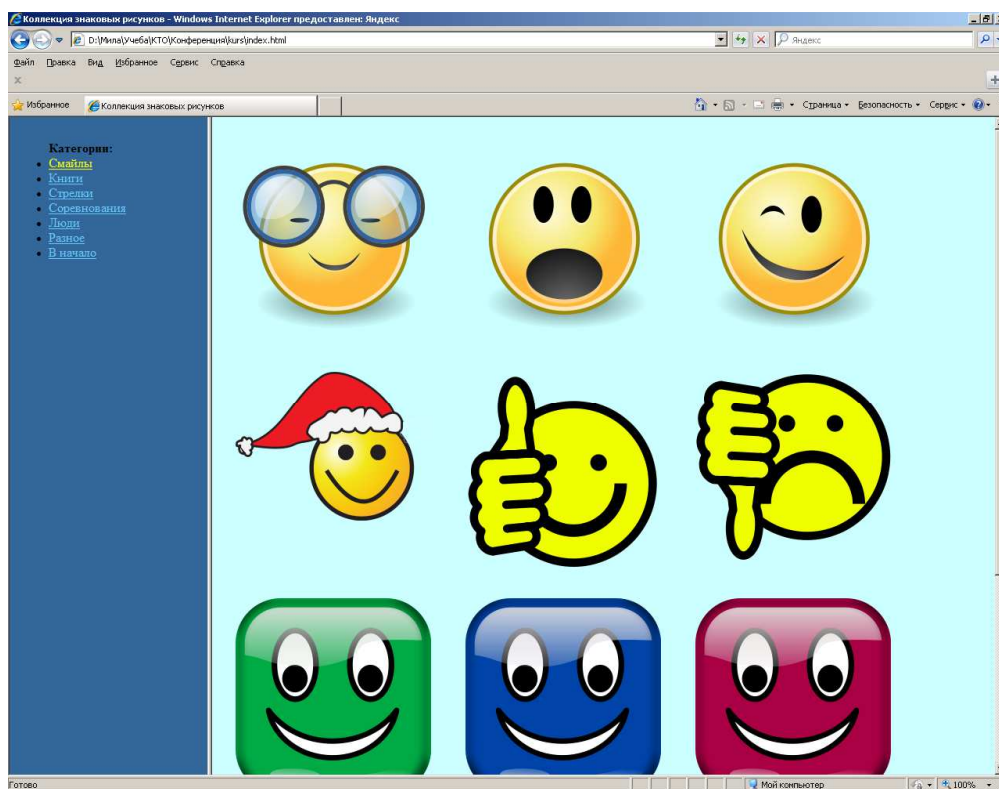 Коллекция знаковых рисунков - Windows Internet Explorer предоставлен: Яндекс
D:\Мила\Учеба\КТО\Конференция\kurs\index.html
Яндекс
Файл Правка Вид Избранное Сервис Справка
Избранное
Коллекция знаковых рисунков
Страница
Безопасность
Сервис
Категории:
Смайлы
Книги
Стрелки
Соревнования
Люди
Разное
В начало
Готово
Мой компьютер
100%